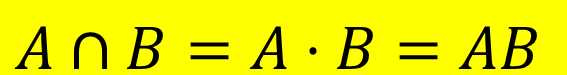 A ∩ B = A · B = AB